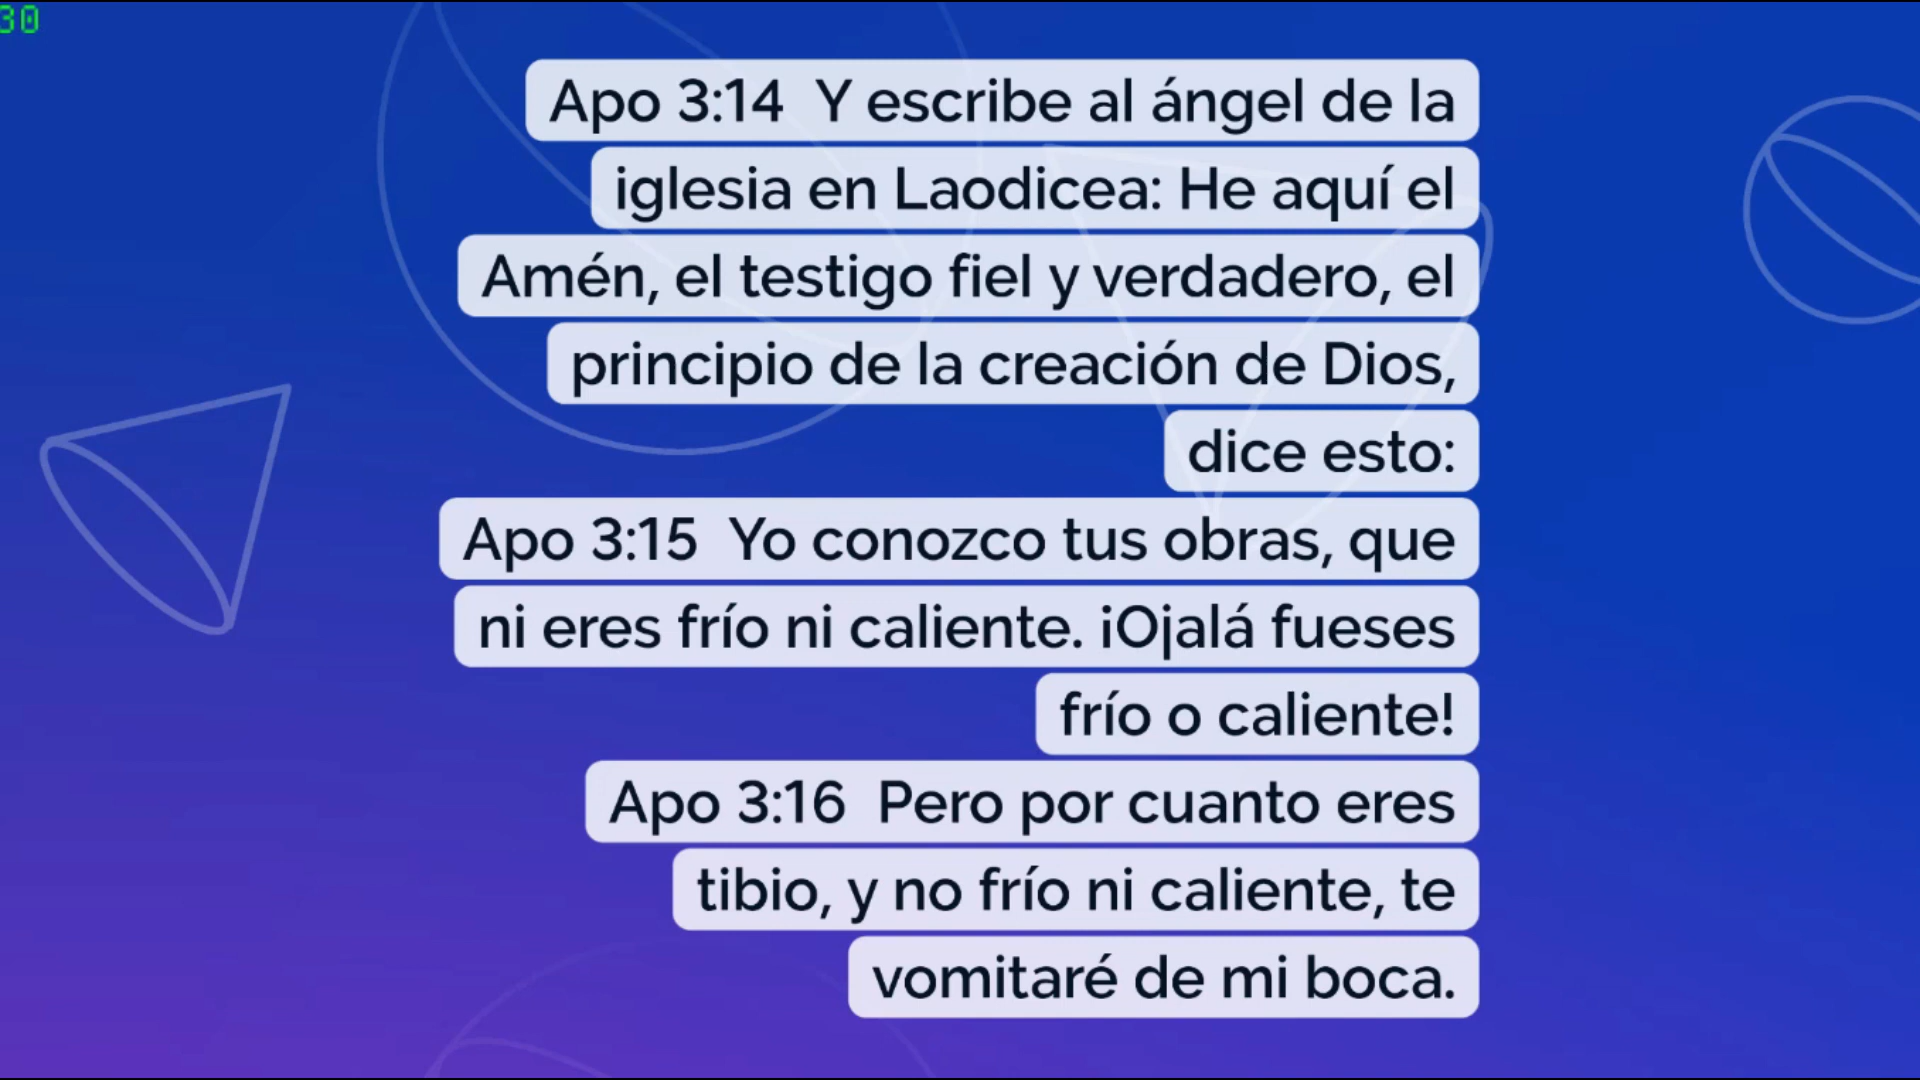 30
Apo 3:14  Y escribe al ángel de la
iglesia en Laodicea: He aquí el
Amén, el testigo fiel y verdadero, el
principio de la creación de Dios,
dice esto:
Apo 3:15  Yo conozco tus obras, que
ni eres frío ni caliente. ¡Ojalá fueses
frío o caliente!
Apo 3:16  Pero por cuanto eres
tibio, y no frío ni caliente, te
vomitaré de mi boca.